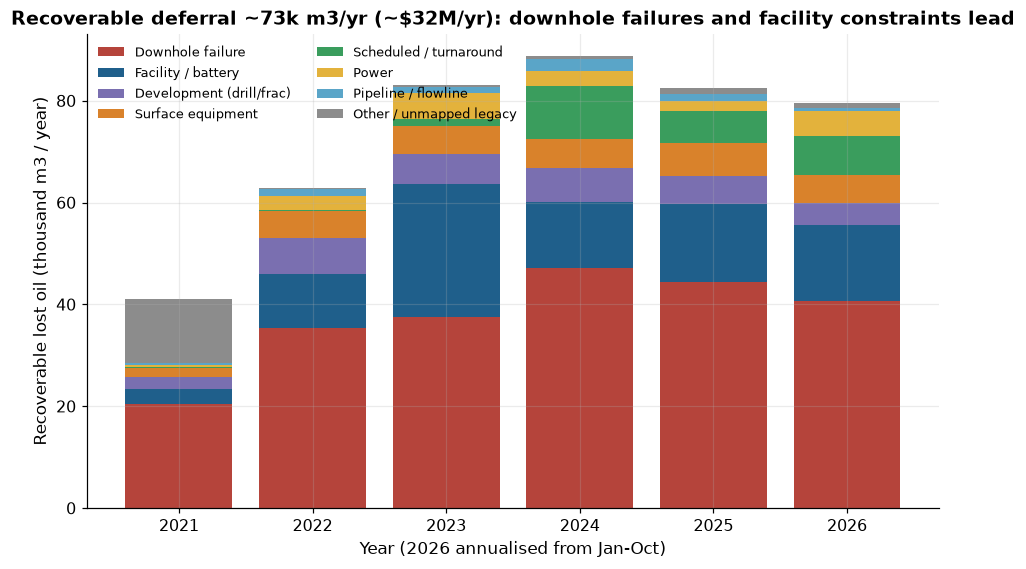 Recoverable deferral ~73k m3/yr (~$32M/yr): downhole failures and facility constraints lead
Downhole failure
Facility / battery
Development (drill/frac)
Surface equipment
Scheduled / turnaround
Power
Pipeline / flowline
Other / unmapped legacy
Recoverable lost oil (thousand m3 / year)
80
60
40
20
0
2021 2022 2023 2024 2025 2026
Year (2026 annualised from Jan-Oct)